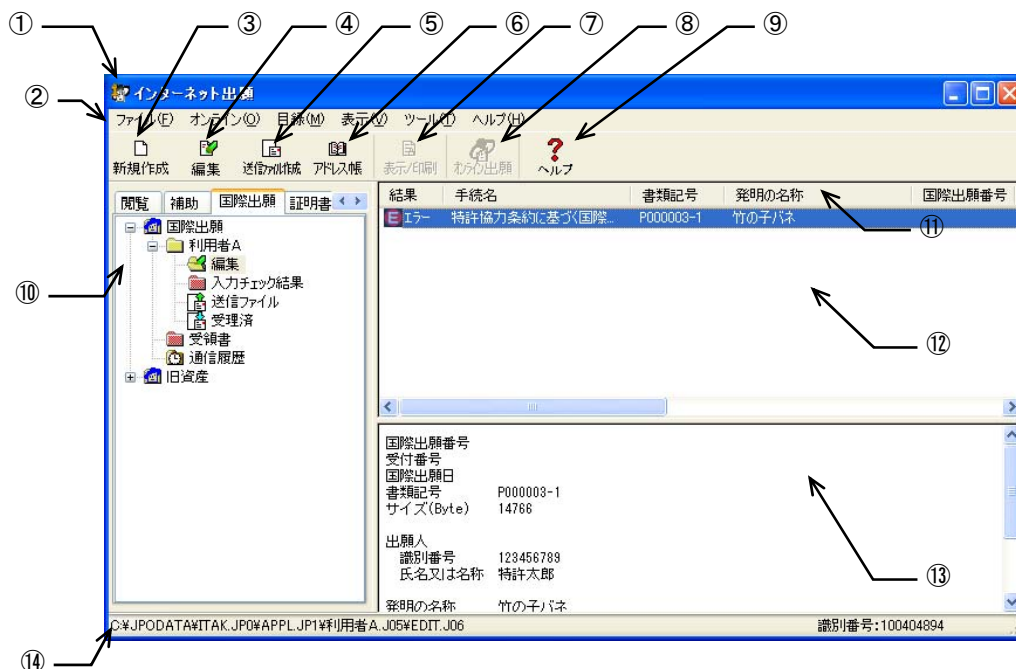 ① ③ ④ ⑤ ⑥ ⑦ ⑧ ⑨
インターネット出願
②
ファイル(F) オンライン(O) 目録(M) 表示(V) ツール(T) ヘルプ(H)
新規作成 編集 送信ファイル作成 アドレス帳 表示/印刷 オンライン出願 ヘルプ
閲覧 補助 国際出願 証明書
結果 手続名 書類記号 発明の名称 国際出願番号
エラー 特許協力条約に基づく国際... P000003-1 竹の子バネ
⑪
国際出願
利用者A
編集
入力チェック結果
送信ファイル
受理済
受領書
通信履歴
旧資産
⑩
⑫
国際出願番号
受付番号
国際出願日
書類記号 P000003-1
サイズ(Byte) 14766
出願人
識別番号 123456789
氏名又は名称 特許太郎
発明の名称 竹の子バネ
⑬
C:¥JPODATA¥ITAK.JP0¥APPL.JP1¥利用者A.J05¥EDIT.J06 識別番号:100404894
⑭